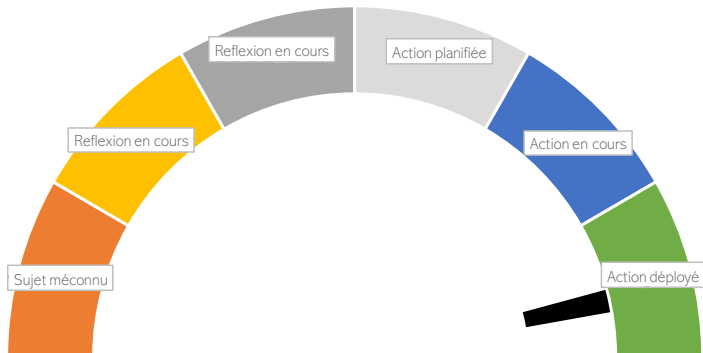 Reflexion en cours
Action planifiée
Reflexion en cours
Action en cours
Sujet méconnu
Action déployé